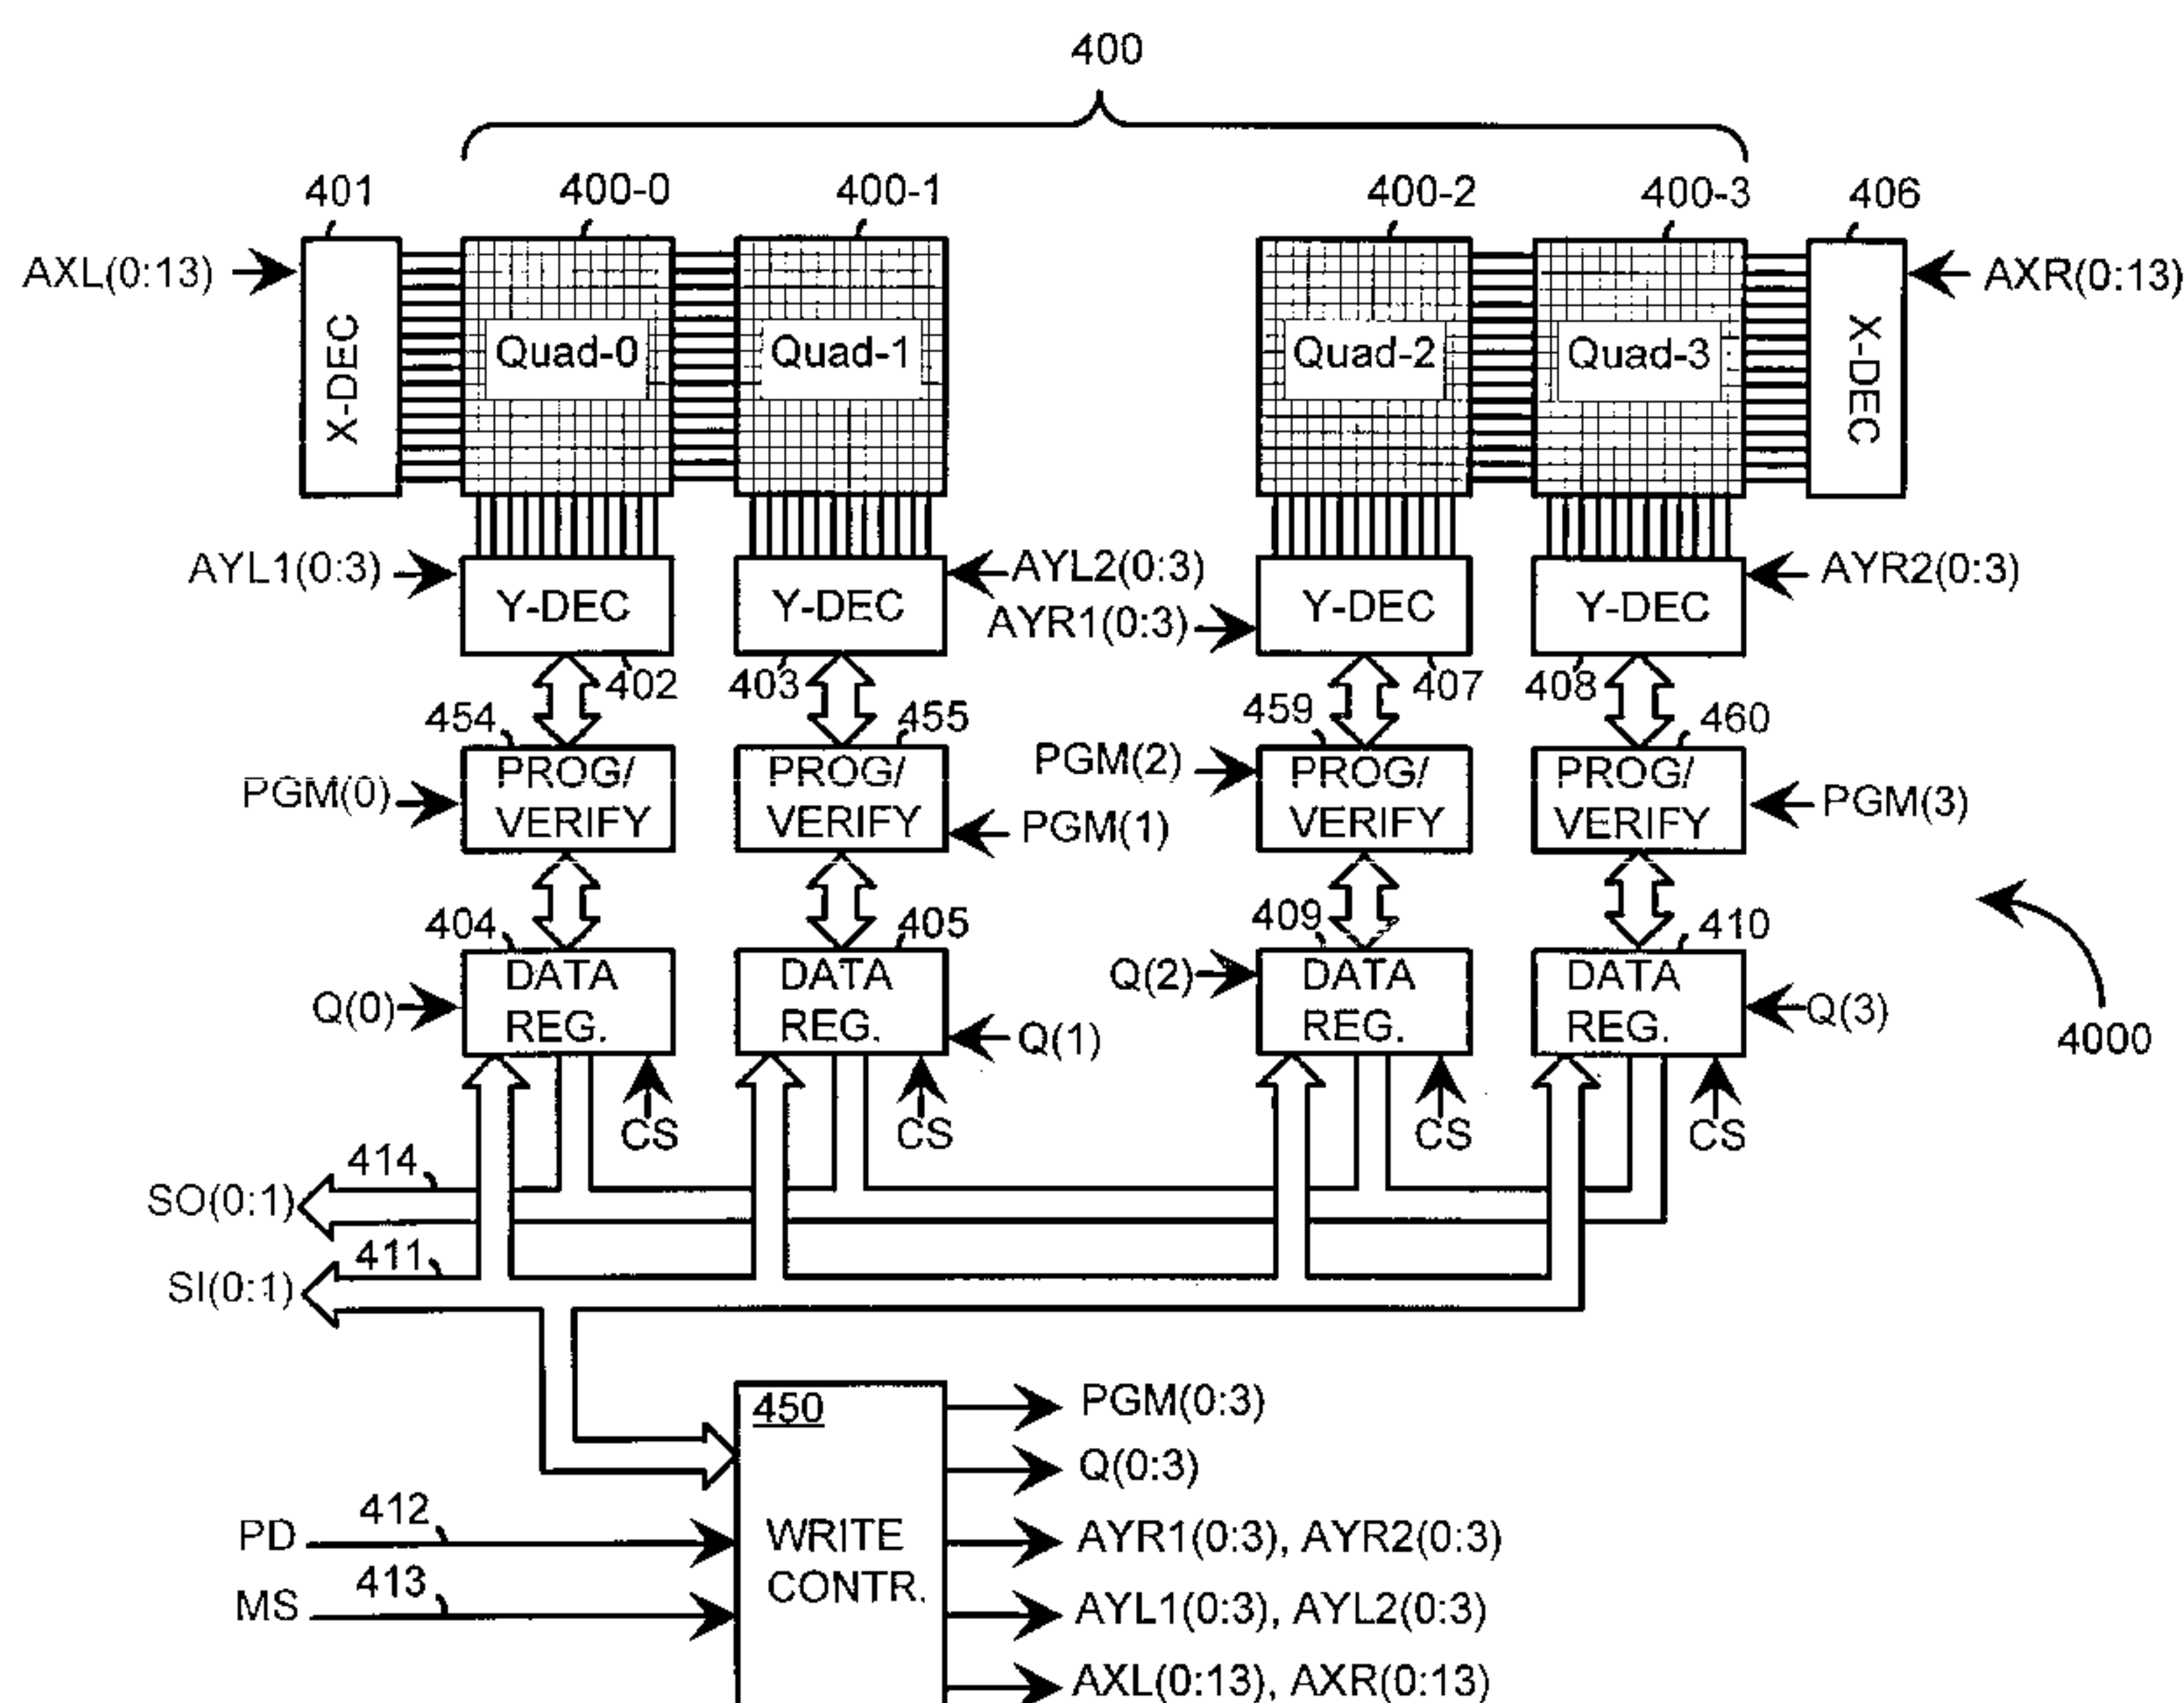 400
401
400-0
400-1
400-2
400-3
406
AXL(0:13)
X-DEC
Quad-0
Quad-1
Quad-2
Quad-3
X-DEC
AXR(0:13)
AYL1(0:3)
Y-DEC
Y-DEC
AYL2(0:3)
AYR1(0:3)
Y-DEC
Y-DEC
AYR2(0:3)
402
403
407
408
454
455
459
460
PGM(0)
PROG/
VERIFY
PROG/
VERIFY
PGM(1)
PGM(2)
PROG/
VERIFY
PROG/
VERIFY
PGM(3)
404
405
409
410
Q(0)
DATA
REG.
DATA
REG.
Q(1)
Q(2)
DATA
REG.
DATA
REG.
Q(3)
4000
CS
CS
CS
CS
414
SO(0:1)
411
SI(0:1)
450
WRITE
CONTR.
PD
412
MS
413
PGM(0:3)
Q(0:3)
AYR1(0:3), AYR2(0:3)
AYL1(0:3), AYL2(0:3)
AXL(0:13), AXR(0:13)